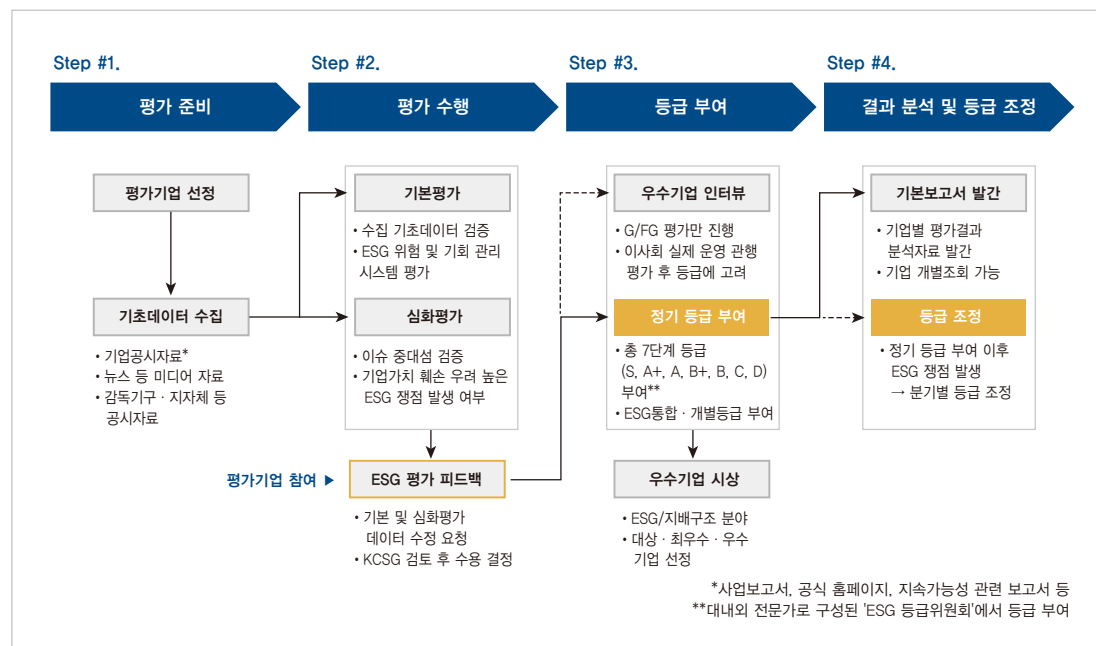 Step #1.
평가 준비
Step #2.
평가 수행
Step #3.
등급 부여
Step #4.
결과 분석 및 등급 조정
평가기업 선정
기초데이터 수집
• 기업공시자료*
• 뉴스 등 미디어 자료
• 감독기구 · 지자체 등
공시자료
기본평가
• 수집 기초데이터 검증
• ESG 위험 및 기회 관리
시스템 평가
심화평가
• 이슈 중대성 검증
• 기업가치 훼손 우려 높은
ESG 쟁점 발생 여부
평가기업 참여 ▶
ESG 평가 피드백
• 기본 및 심화평가
데이터 수정 요청
• KCSG 검토 후 수용 결정
우수기업 인터뷰
• G/FG 평가만 진행
• 이사회 실제 운영 관행
평가 후 등급에 고려
정기 등급 부여
• 총 7단계 등급
(S, A+, A, B+, B, C, D)
부여**
• ESG통합 · 개별등급 부여
우수기업 시상
• ESG/지배구조 분야
• 대상 · 최우수 · 우수
기업 선정
기본보고서 발간
• 기업별 평가결과
분석자료 발간
• 기업 개별조회 가능
등급 조정
• 정기 등급 부여 이후
ESG 쟁점 발생
→ 분기별 등급 조정
*사업보고서, 공식 홈페이지, 지속가능성 관련 보고서 등
**대내외 전문가로 구성된 'ESG 등급위원회'에서 등급 부여